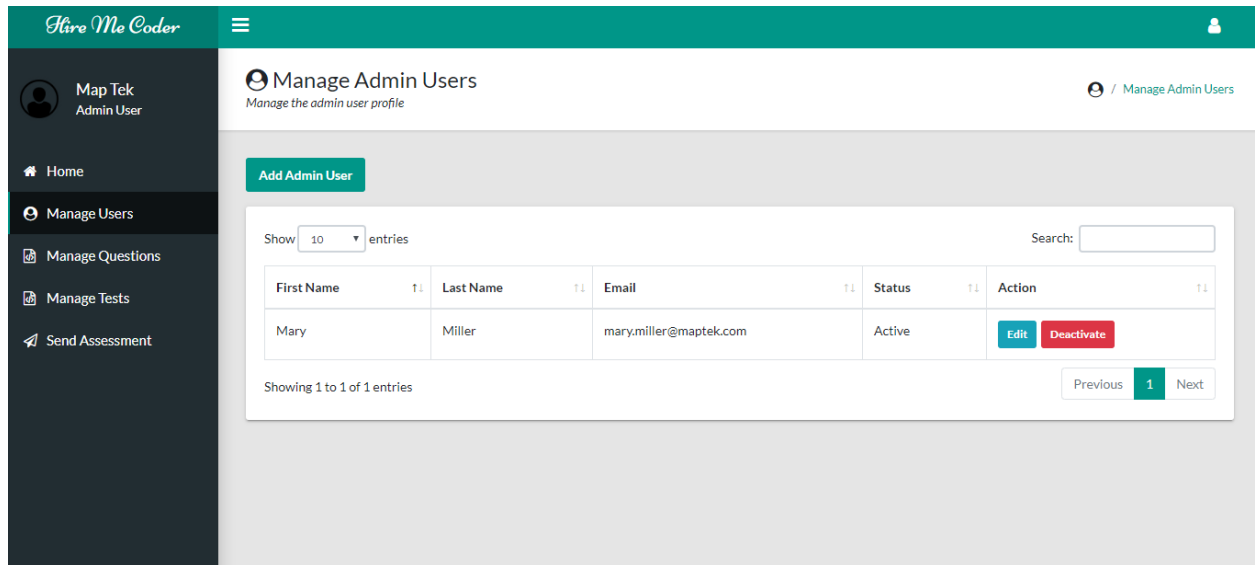 Hire Me Coder
Map Tek
Admin User
Home
Manage Users
Manage Questions
Manage Tests
Send Assessment
Manage Admin Users
Manage the admin user profile
/ Manage Admin Users
Add Admin User
Show 10 entries
Search:
First Name Last Name Email Status Action
Mary Miller mary.miller@maptek.com Active Edit Deactivate
Showing 1 to 1 of 1 entries
Previous 1 Next